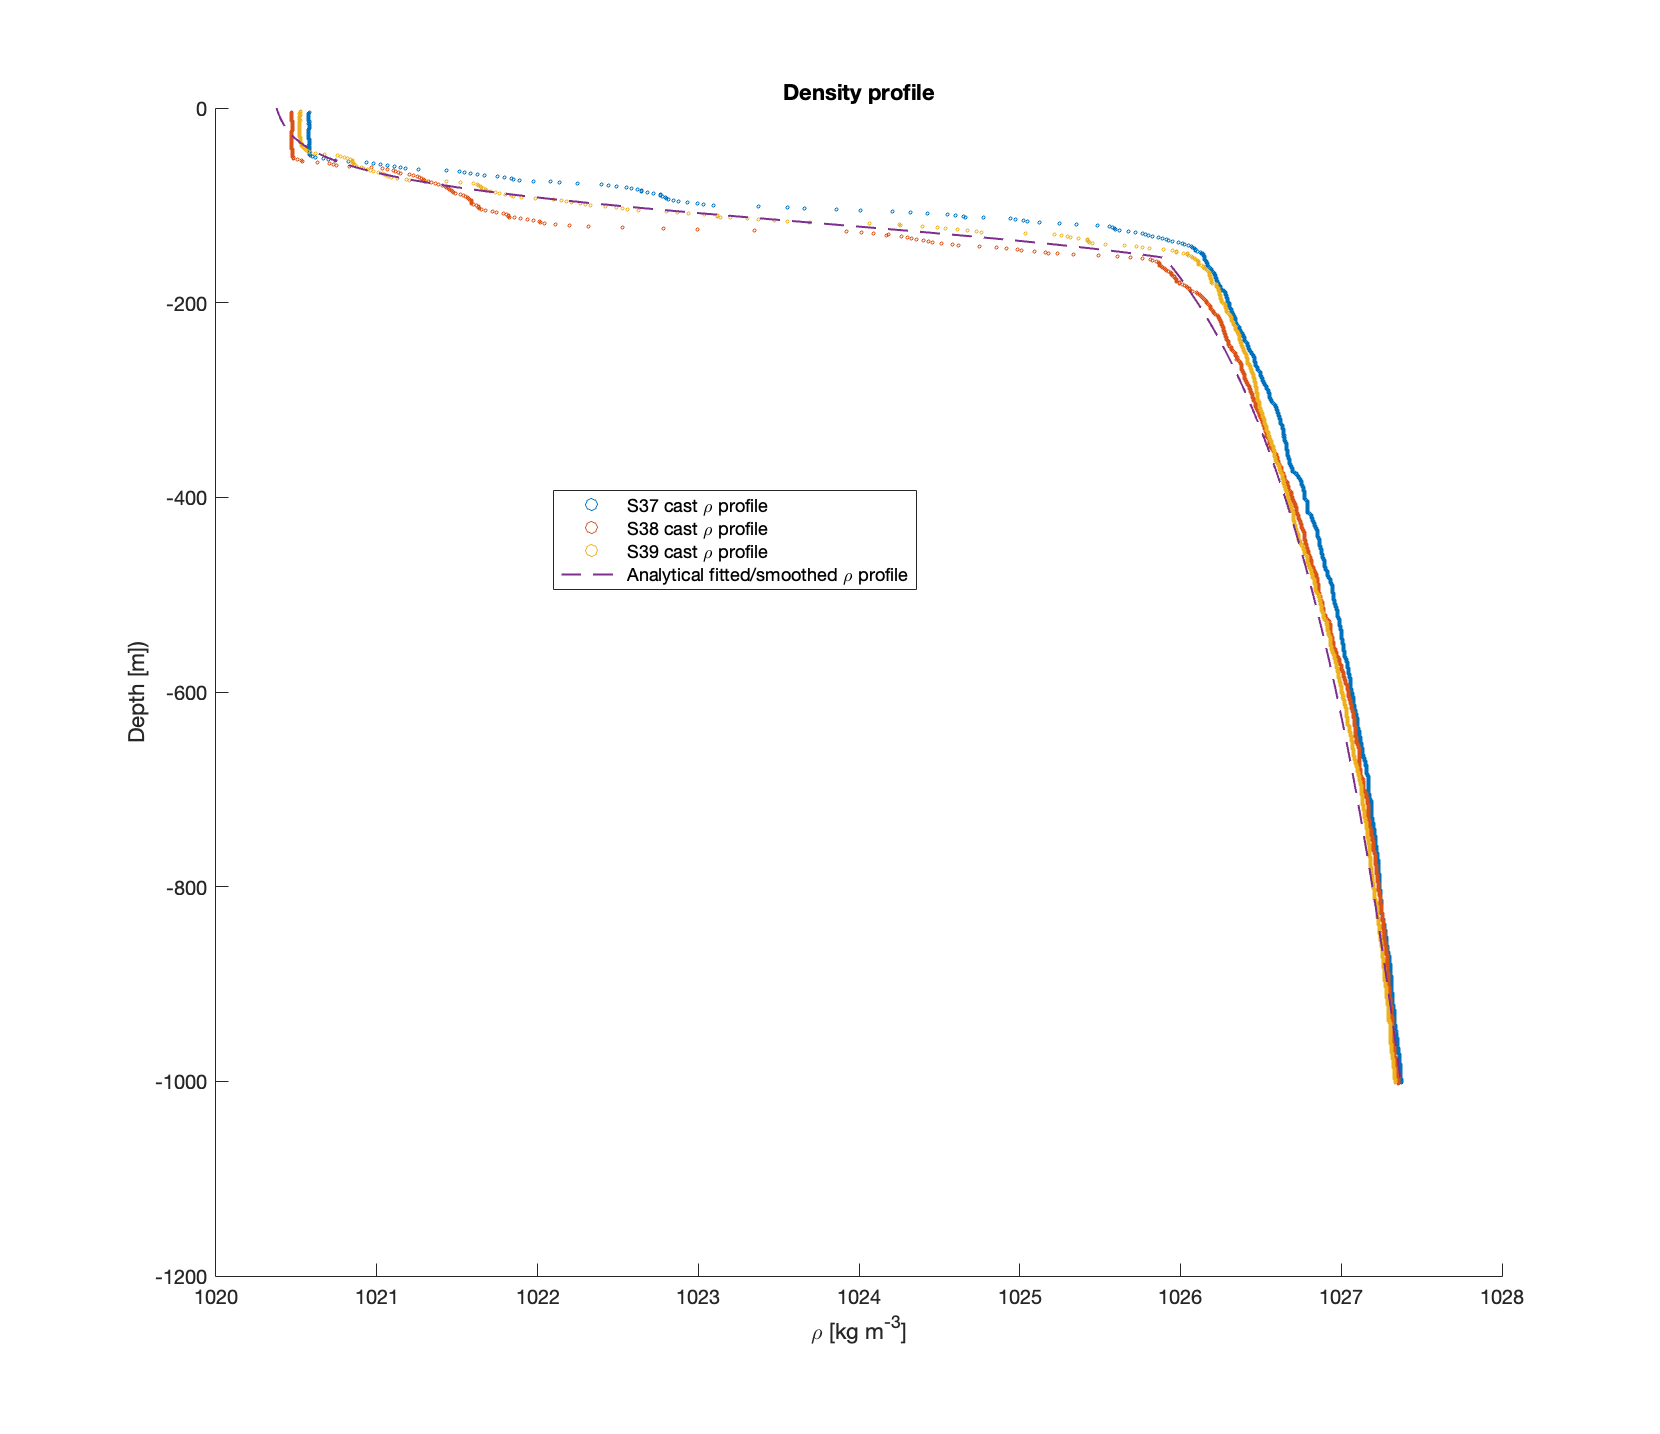 Density profile
0
-200
-400
-600
-800
-1000
-1200
Depth [m])
S37 cast ρ profile
S38 cast ρ profile
S39 cast ρ profile
Analytical fitted/smoothed ρ profile
1020 1021 1022 1023 1024 1025 1026 1027 1028
ρ [kg m-3]